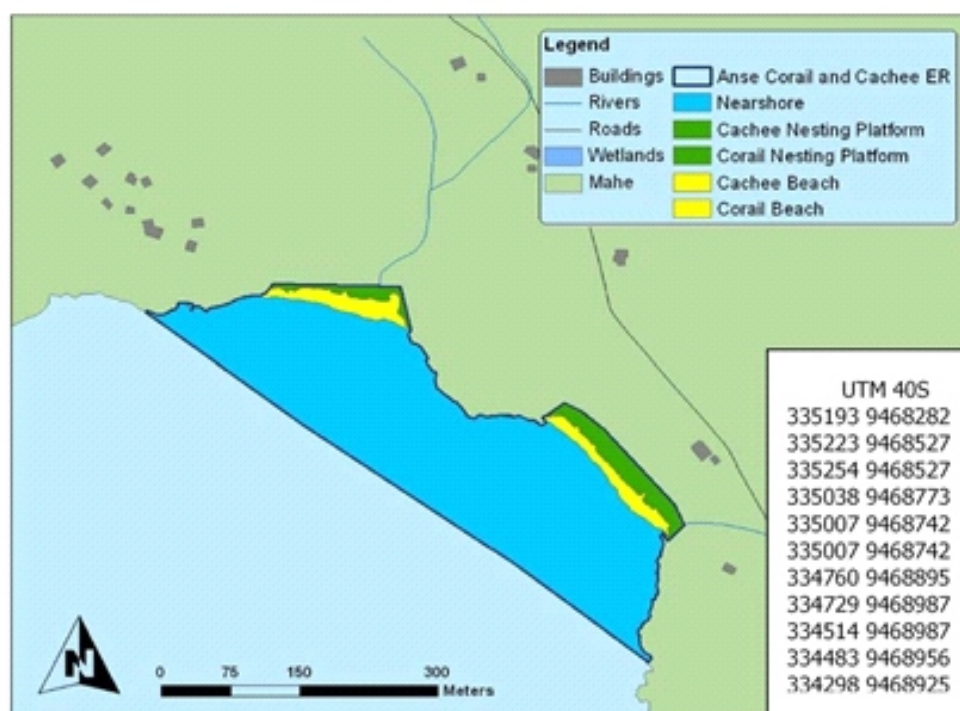 Legend
Buildings
Rivers
Roads
Wetlands
Mahe
Anse Corail and Cachee ER
Nearshore
Cachee Nesting Platform
Corail Nesting Platform
Cachee Beach
Corail Beach
UTM 40S
335193 9468282
335223 9468527
335254 9468527
335038 9468773
335007 9468742
335007 9468742
334760 9468895
334729 9468987
334514 9468987
334483 9468956
334298 9468925
N
0 75 150 300
Meters